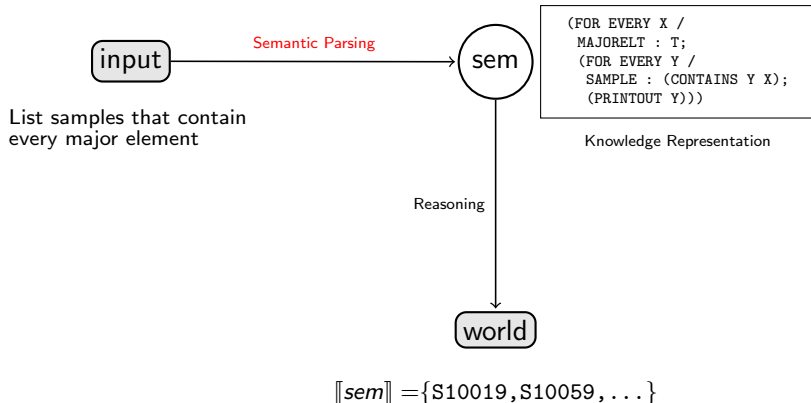 input
Semantic Parsing
sem
(FOR EVERY X /
MAJORELT : T;
(FOR EVERY Y /
SAMPLE : (CONTAINS Y X);
(PRINTOUT Y)))
List samples that contain
every major element
Knowledge Representation
Reasoning
world
⟦sem⟧ ={S10019,S10059,...}